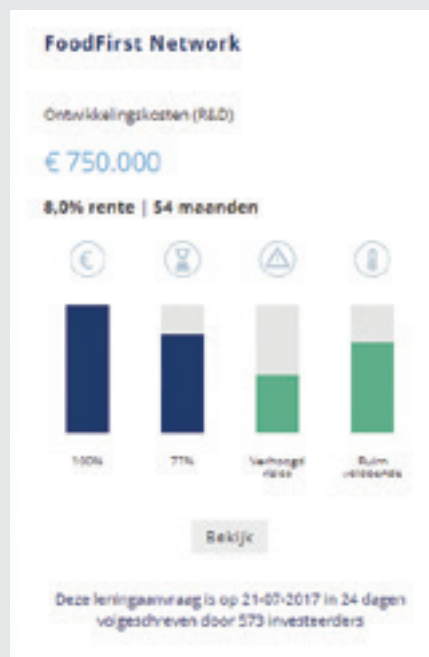 FoodFirst Network
Ontwikkelingskosten (R&D)
€ 750.000
8,0% rente | 54 maanden
€
100% 77% Verhoogd Ruim
risico voldoende
Bekijk
Deze leningaanvraag is op 21-07-2017 in 24 dagen
volgeschreven door 573 investeerders